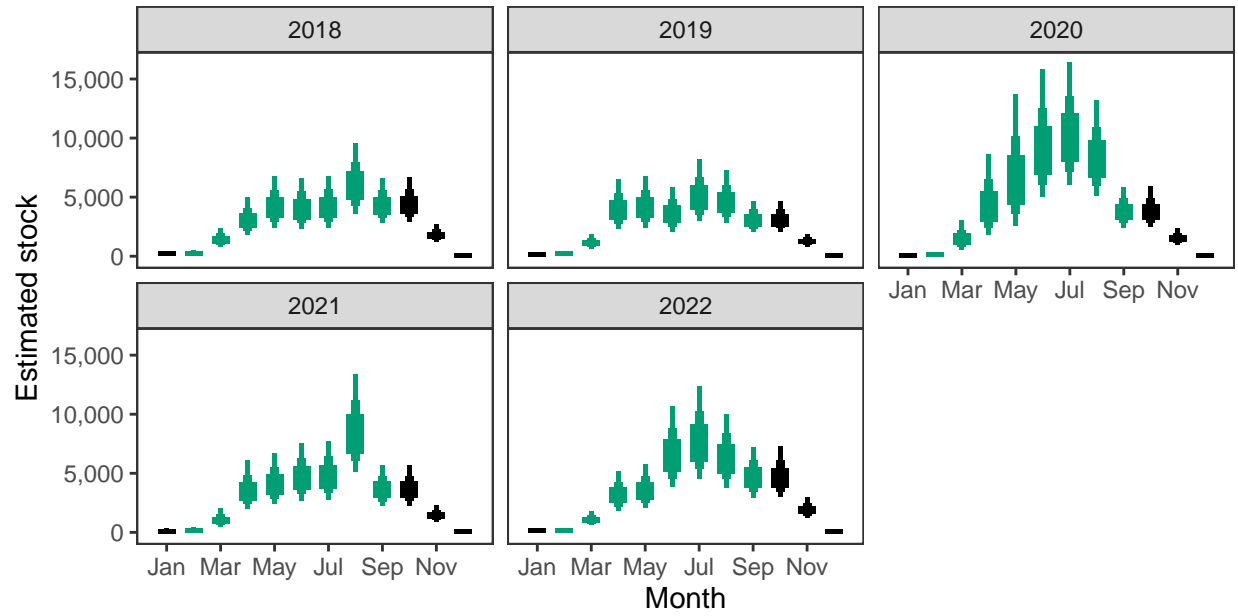 2018
2019
2020
Estimated stock
15,000
10,000
5,000
0
Jan Mar May Jul Sep Nov
2021
2022
15,000
10,000
5,000
0
Jan Mar May Jul Sep Nov
Jan Mar May Jul Sep Nov
Month